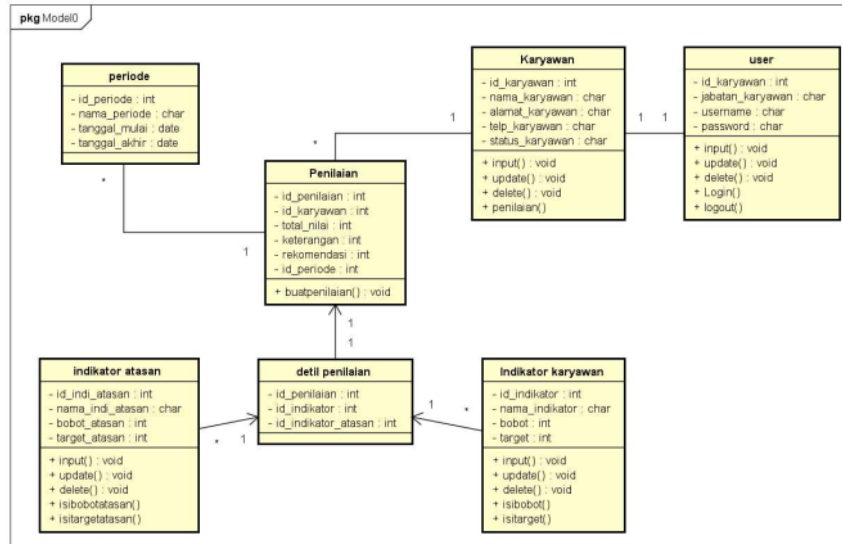 pkg Model0
periode
- id_periode : int
- nama_periode : char
- tanggal_mulai : date
- tanggal_akhir : date
Karyawan
- id_karyawan : int
- nama_karyawan : char
- alamat_karyawan : char
- telp_karyawan : char
- status_karyawan : char
+ input() : void
+ update() : void
+ delete() : void
+ penilaian()
user
- id_karyawan : int
- jabatan_karyawan : char
- username : char
- password : char
+ input() : void
+ update() : void
+ delete() : void
+ Login()
+ logout()
1
1
1
*
*
1
Penilaian
- id_penilaian : int
- id_karyawan : int
- total_nilai : int
- keterangan : int
- rekomendasi : int
- id_periode : int
+ buatpenilaian() : void
1
1
indikator atasan
- id_indi_atasan : int
- nama_indi_atasan : char
- bobot_atasan : int
- target_atasan : int
+ input() : void
+ update() : void
+ delete() : void
+ isibobotatasan()
+ isitargetatasan()
*
1
detil penilaian
- id_penilaian : int
- id_indikator : int
- id_indikator_atasan : int
1
*
Indikator karyawan
- id_indikator : int
- nama_indikator : char
- bobot : int
- target : int
+ input() : void
+ update() : void
+ delete() : void
+ isibobot()
+ isitarget()